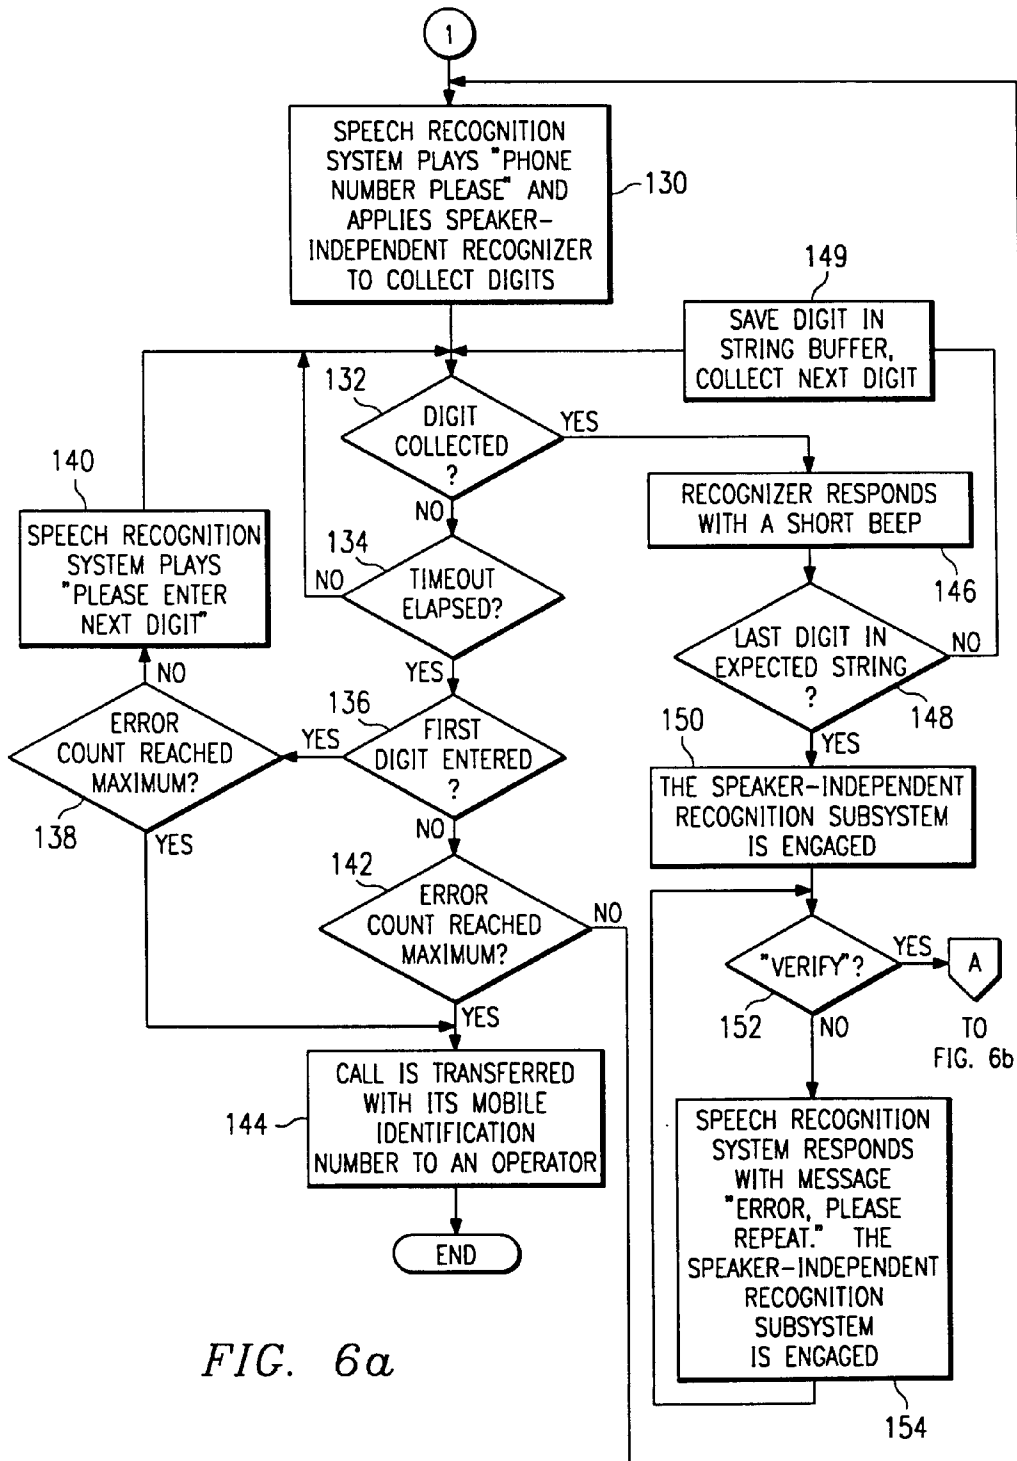 1
SPEECH RECOGNITION
SYSTEM PLAYS "PHONE
NUMBER PLEASE" AND
APPLIES SPEAKER-
INDEPENDENT RECOGNIZER
TO COLLECT DIGITS
130
149
SAVE DIGIT IN
STRING BUFFER,
COLLECT NEXT DIGIT
132
DIGIT
COLLECTED
?
YES
NO
140
SPEECH RECOGNITION
SYSTEM PLAYS
"PLEASE ENTER
NEXT DIGIT"
RECOGNIZER RESPONDS
WITH A SHORT BEEP
146
134
TIMEOUT
ELAPSED?
NO
YES
LAST DIGIT IN
EXPECTED STRING
?
NO
148
YES
136
FIRST
DIGIT ENTERED
?
YES
NO
NO
ERROR
COUNT REACHED
MAXIMUM?
138
YES
150
THE SPEAKER-INDEPENDENT
RECOGNITION SUBSYSTEM
IS ENGAGED
142
ERROR
COUNT REACHED
MAXIMUM?
NO
YES
"VERIFY"?
YES
A
152
NO
TO
FIG. 6b
CALL IS TRANSFERRED
WITH ITS MOBILE
IDENTIFICATION
NUMBER TO AN OPERATOR
144
END
SPEECH RECOGNITION
SYSTEM RESPONDS
WITH MESSAGE
"ERROR, PLEASE
REPEAT." THE
SPEAKER-INDEPENDENT
RECOGNITION
SUBSYSTEM
IS ENGAGED
154
FIG. 6a